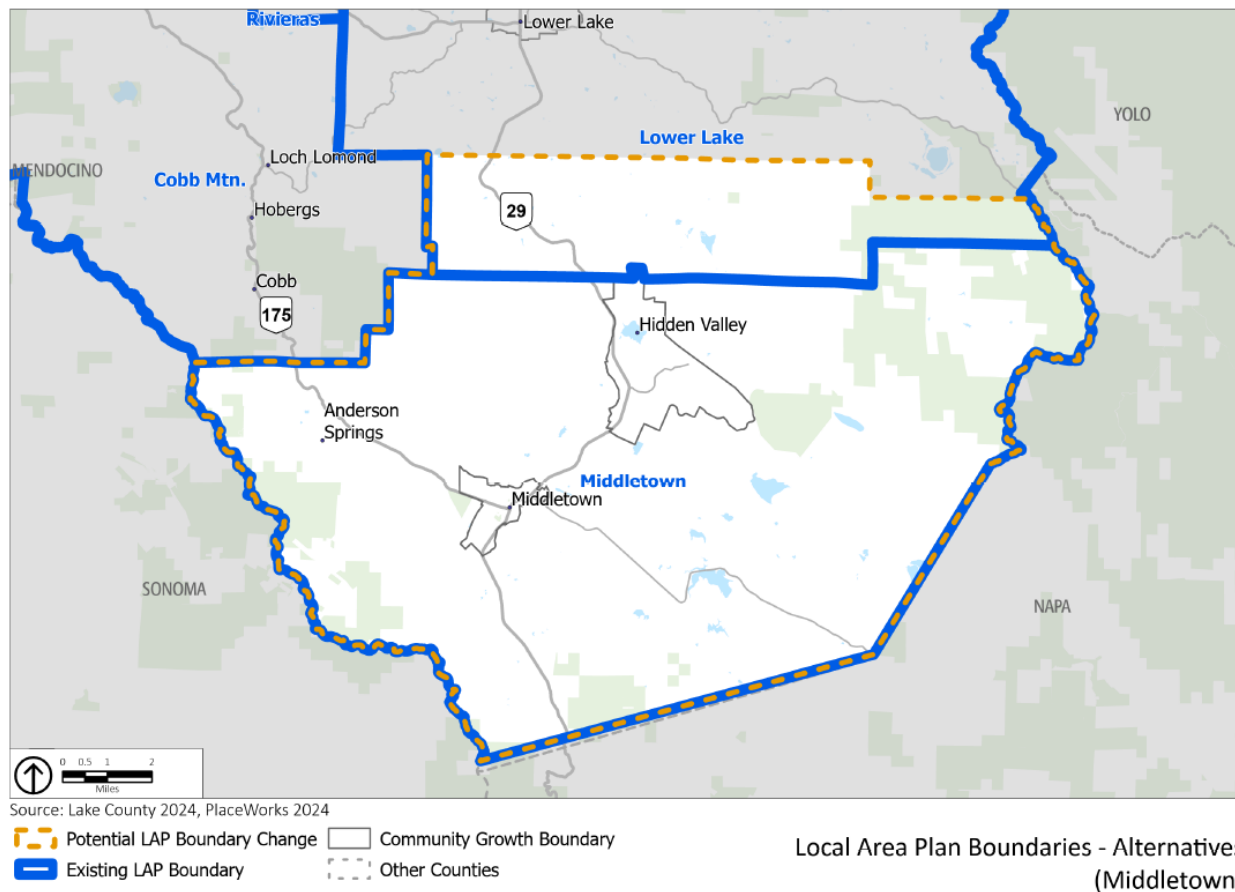 Rivieras
Lower Lake
YOLO
Lower Lake
MENDOCINO
Loch Lomond
Cobb Mtn.
Hobergs
29
Cobb
175
Hidden Valley
Anderson
Springs
Middletown
Middletown
SONOMA
NAPA
0 0.5 1 2
Miles
Source: Lake County 2024, PlaceWorks 2024
Potential LAP Boundary Change
Community Growth Boundary
Existing LAP Boundary
Other Counties
Local Area Plan Boundaries - Alternatives
(Middletown